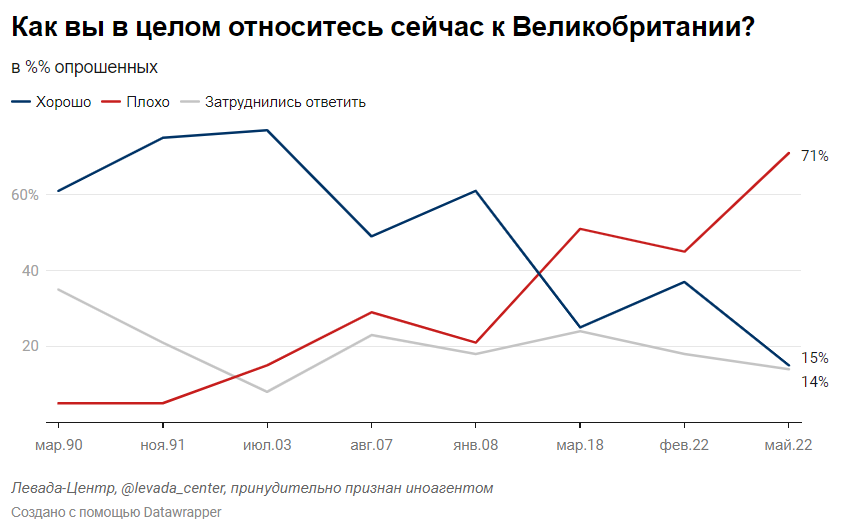 Как вы в целом относитесь сейчас к Великобритании?
в %% опрошенных
Хорошо Плохо Затруднились ответить
71%
60%
40
20
15%
14%
мар.90 ноя.91 июл.03 авг.07 янв.08 мар.18 фев.22 май.22
Левада-Центр, @levada_center, принудительно признан иноагентом
Создано с помощью Datawrapper